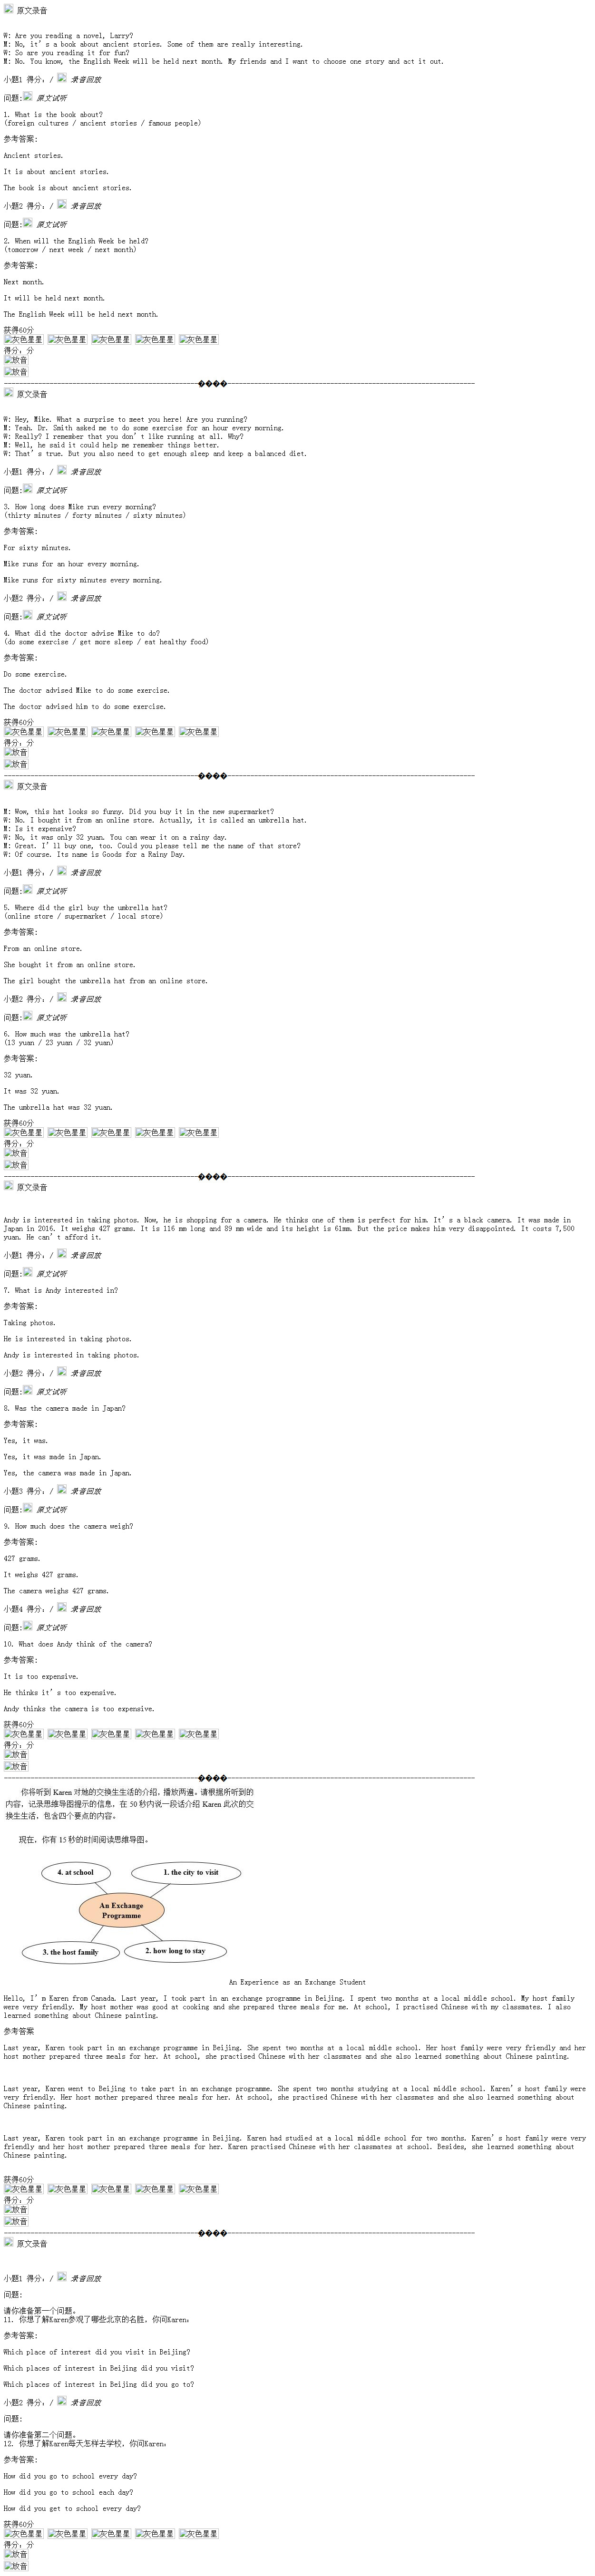 原文录音
W: Are you reading a novel, Larry?
M: No, it’s a book about ancient stories. Some of them are really interesting.
W: So are you reading it for fun?
M: No. You know, the English Week will be held next month. My friends and I want to choose one story and act it out.
小题1 得分: / 录音回放
问题: 原文试听
1. What is the book about?
(foreign cultures / ancient stories / famous people)
参考答案:
Ancient stories.
It is about ancient stories.
The book is about ancient stories.
小题2 得分: / 录音回放
问题: 原文试听
2. When will the English Week be held?
(tomorrow / next week / next month)
参考答案:
Next month.
It will be held next month.
The English Week will be held next month.
获得60分
灰色星星 灰色星星 灰色星星 灰色星星 灰色星星
得分: 分
放音
放音
----------����----------
原文录音
W: Hey, Mike. What a surprise to meet you here! Are you running?
M: Yeah. Dr. Smith asked me to do some exercise for an hour every morning.
W: Really? I remember that you don’t like running at all. Why?
M: Well, he said it could help me remember things better.
W: That’s true. But you also need to get enough sleep and keep a balanced diet.
小题1 得分: / 录音回放
问题: 原文试听
3. How long does Mike run every morning?
(thirty minutes / forty minutes / sixty minutes)
参考答案:
For sixty minutes.
Mike runs for an hour every morning.
Mike runs for sixty minutes every morning.
小题2 得分: / 录音回放
问题: 原文试听
4. What did the doctor advise Mike to do?
(do some exercise / get more sleep / eat healthy food)
参考答案:
Do some exercise.
The doctor advised Mike to do some exercise.
The doctor advised him to do some exercise.
获得60分
灰色星星 灰色星星 灰色星星 灰色星星 灰色星星
得分: 分
放音
放音
----------����----------
原文录音
M: Wow, this hat looks so funny. Did you buy it in the new supermarket?
W: No. I bought it from an online store. Actually, it is called an umbrella hat.
M: Is it expensive?
W: No, it was only 32 yuan. You can wear it on a rainy day.
M: Great. I’ll buy one, too. Could you please tell me the name of that store?
W: Of course. Its name is Goods for a Rainy Day.
小题1 得分: / 录音回放
问题: 原文试听
5. Where did the girl buy the umbrella hat?
(online store / supermarket / local store)
参考答案:
From an online store.
She bought it from an online store.
The girl bought the umbrella hat from an online store.
小题2 得分: / 录音回放
问题: 原文试听
6. How much was the umbrella hat?
(13 yuan / 23 yuan / 32 yuan)
参考答案:
32 yuan.
It was 32 yuan.
The umbrella hat was 32 yuan.
获得60分
灰色星星 灰色星星 灰色星星 灰色星星 灰色星星
得分: 分
放音
放音
----------����----------
原文录音
Andy is interested in taking photos. Now, he is shopping for a camera. He thinks one of them is perfect for him. It’s a black camera. It was made in
Japan in 2016. It weighs 427 grams. It is 116 mm long and 89 mm wide and its height is 61mm. But the price makes him very disappointed. It costs 7,500
yuan. He can’t afford it.
小题1 得分: / 录音回放
问题: 原文试听
7. What is Andy interested in?
参考答案:
Taking photos.
He is interested in taking photos.
Andy is interested in taking photos.
小题2 得分: / 录音回放
问题: 原文试听
8. Was the camera made in Japan?
参考答案:
Yes, it was.
Yes, it was made in Japan.
Yes, the camera was made in Japan.
小题3 得分: / 录音回放
问题: 原文试听
9. How much does the camera weigh?
参考答案:
427 grams.
It weighs 427 grams.
The camera weighs 427 grams.
小题4 得分: / 录音回放
问题: 原文试听
10. What does Andy think of the camera?
参考答案:
It is too expensive.
He thinks it’s too expensive.
Andy thinks the camera is too expensive.
获得60分
灰色星星 灰色星星 灰色星星 灰色星星 灰色星星
得分: 分
放音
放音
----------����----------
你将听到 Karen 对她的交换生生活的介绍。播放两遍。请根据所听到的
内容，记录思维导图提示的信息，在 50 秒内说一段话介绍 Karen 此次的交
换生生活，包含四个要点的内容。
现在，你有 15 秒的时间阅读思维导图。
4. at school
1. the city to visit
An Exchange
Programme
3. the host family
2. how long to stay
An Experience as an Exchange Student
Hello, I’m Karen from Canada. Last year, I took part in an exchange programme in Beijing. I spent two months at a local middle school. My host family
were very friendly. My host mother was good at cooking and she prepared three meals for me. At school, I practised Chinese with my classmates. I also
learned something about Chinese painting.
参考答案
Last year, Karen took part in an exchange programme in Beijing. She spent two months at a local middle school. Her host family were very friendly and her
host mother prepared three meals for her. At school, she practised Chinese with her classmates and she also learned something about Chinese painting.
Last year, Karen went to Beijing to take part in an exchange programme. She spent two months studying at a local middle school. Karen’s host family were
very friendly. Her host mother prepared three meals for her. At school, she practised Chinese with her classmates and she also learned something about
Chinese painting.
Last year, Karen took part in an exchange programme in Beijing. Karen had studied at a local middle school for two months. Karen’s host family were very
friendly and her host mother prepared three meals for her. Karen practised Chinese with her classmates at school. Besides, she learned something about
Chinese painting.
获得60分
灰色星星 灰色星星 灰色星星 灰色星星 灰色星星
得分: 分
放音
放音
----------����----------
原文录音
小题1 得分: / 录音回放
问题:
请你准备第一个问题。
11. 你想了解Karen参观了哪些北京的名胜，你问Karen:
参考答案:
Which place of interest did you visit in Beijing?
Which places of interest in Beijing did you visit?
Which places of interest in Beijing did you go to?
小题2 得分: / 录音回放
问题:
请你准备第二个问题。
12. 你想了解Karen每天怎样去学校，你问Karen:
参考答案:
How did you go to school every day?
How did you go to school each day?
How did you get to school every day?
获得60分
灰色星星 灰色星星 灰色星星 灰色星星 灰色星星
得分: 分
放音
放音